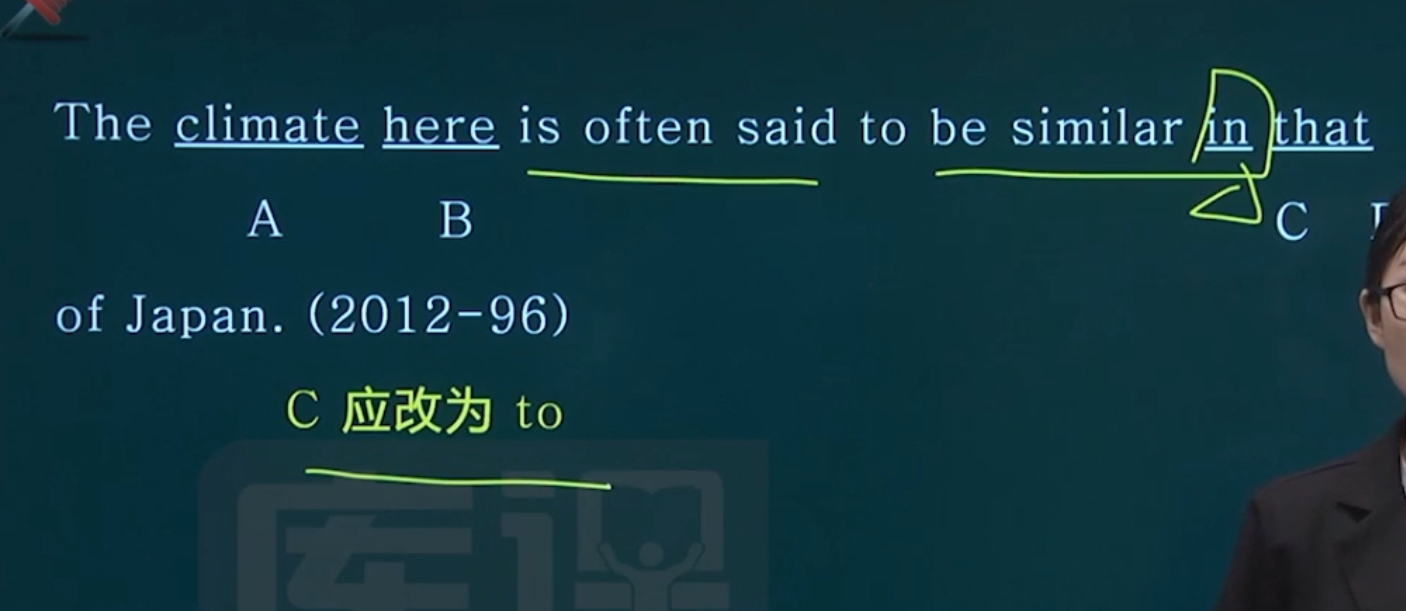 The climate here is often said to be similar in that
A B C
of Japan. (2012-96)
C 应改为 to